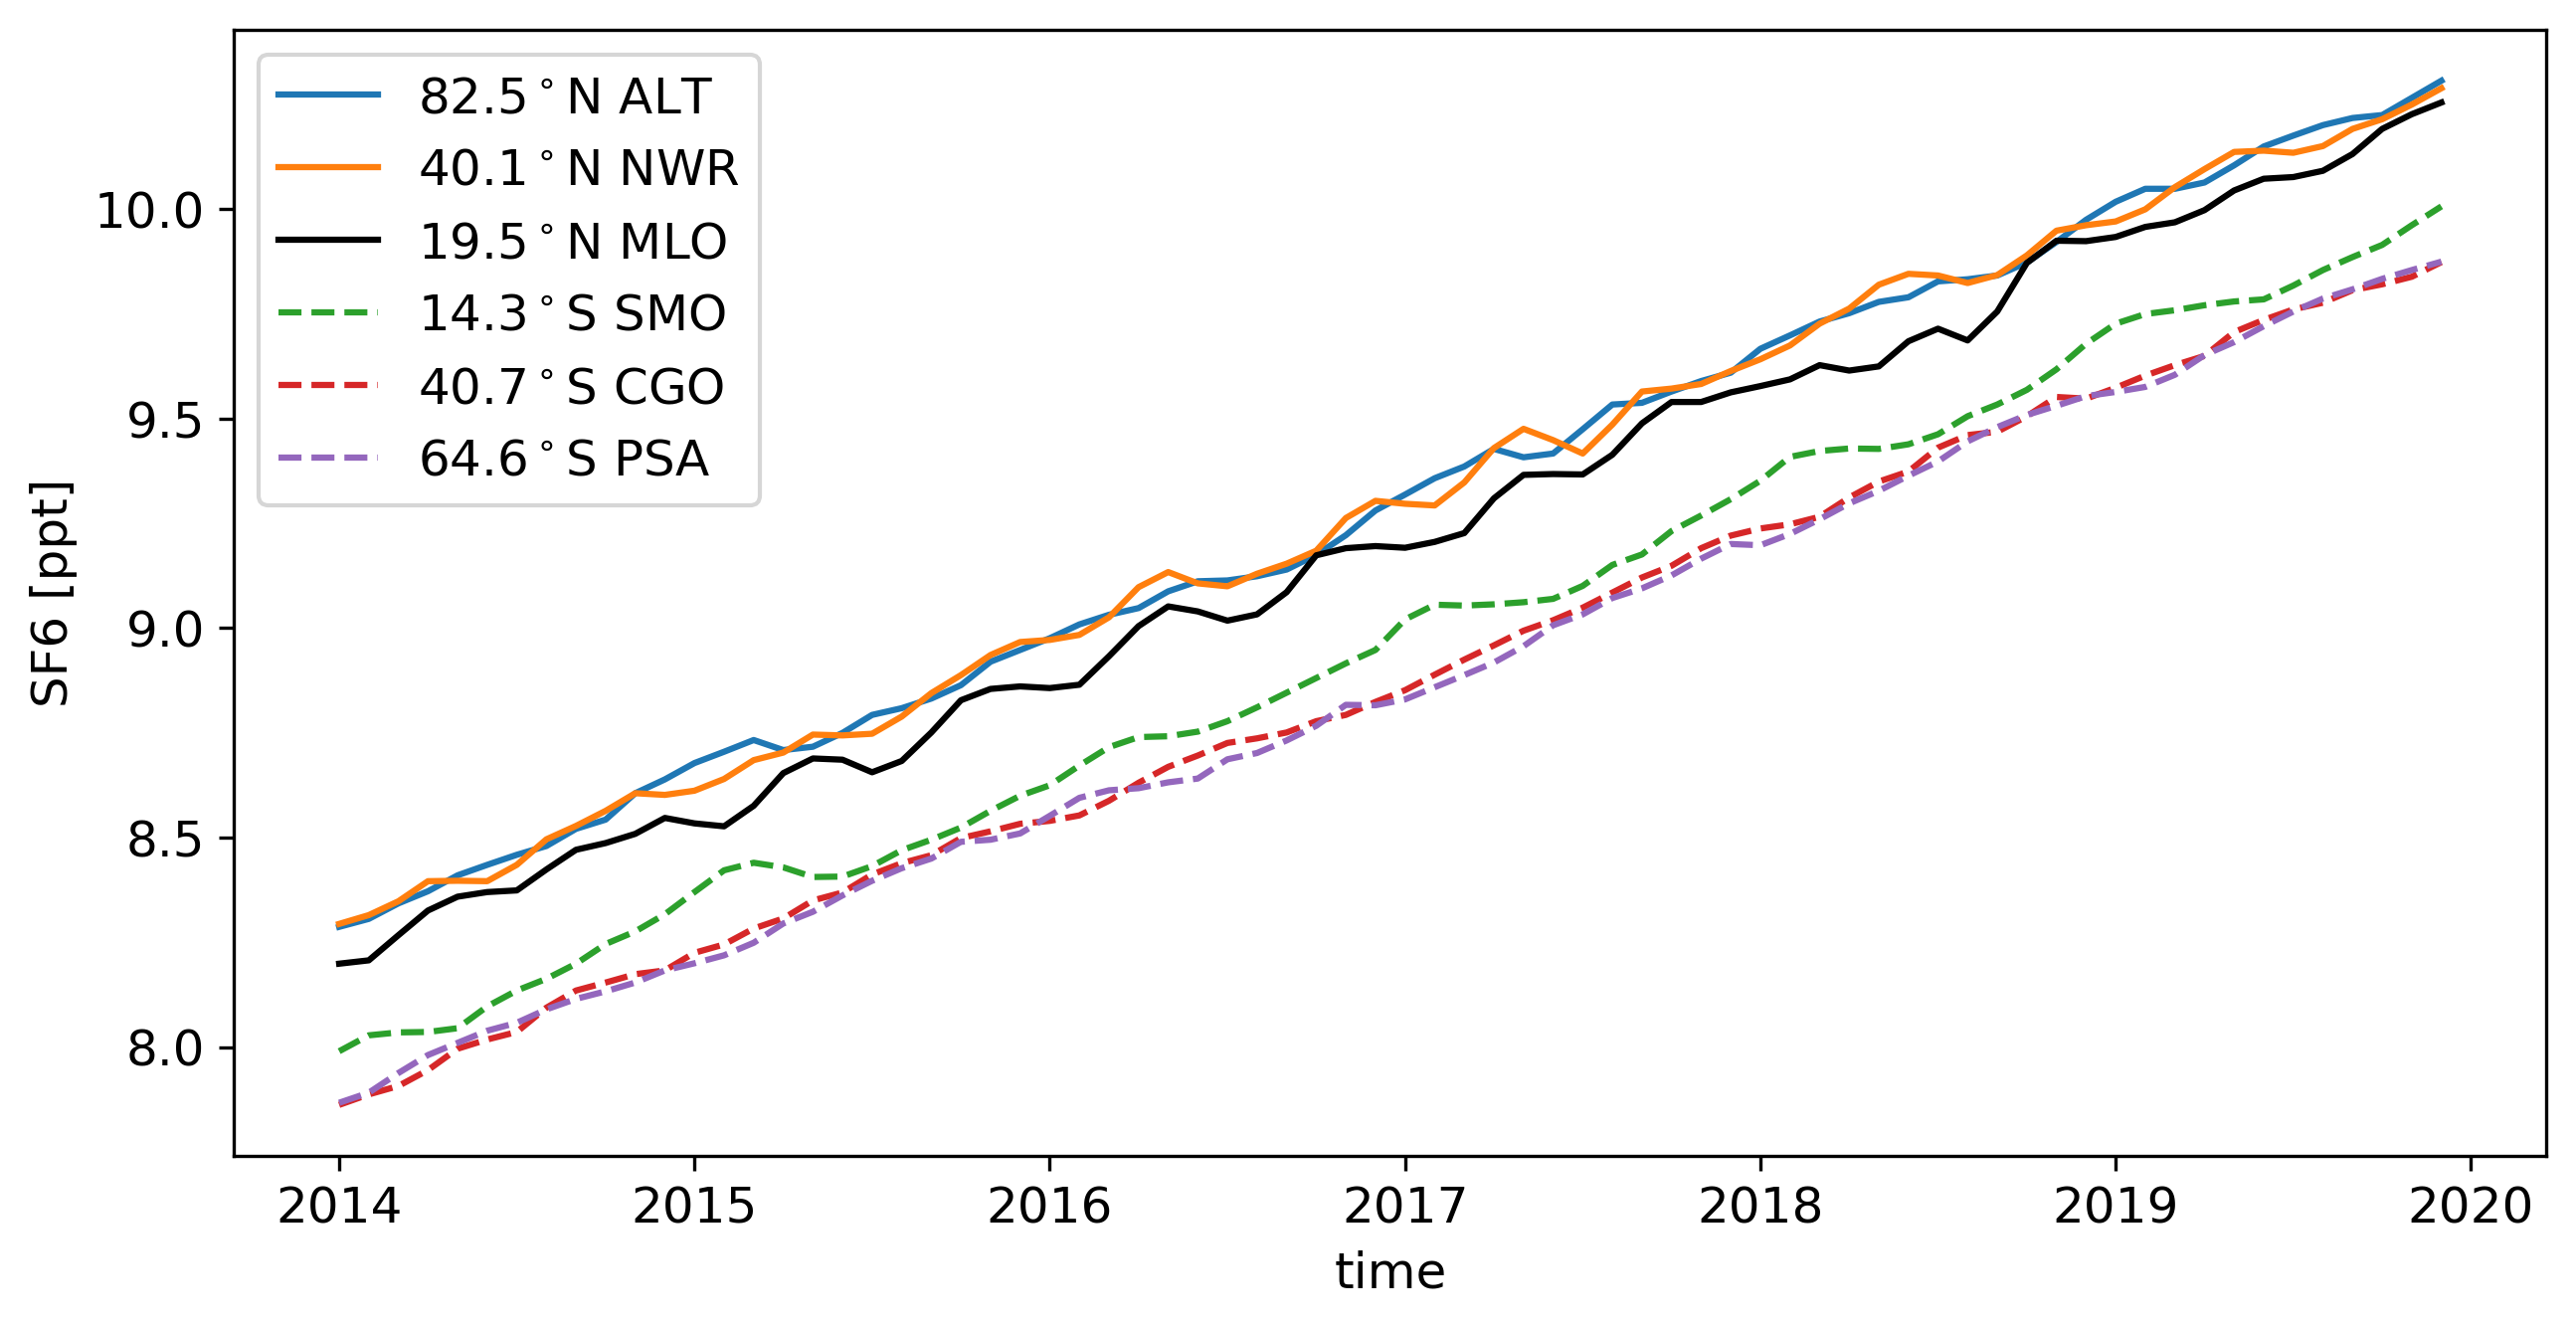 82.5°N ALT
40.1°N NWR
19.5°N MLO
14.3°S SMO
40.7°S CGO
64.6°S PSA
SF6 [ppt]
10.0
9.5
9.0
8.5
8.0
2014 2015 2016 2017 2018 2019 2020
time